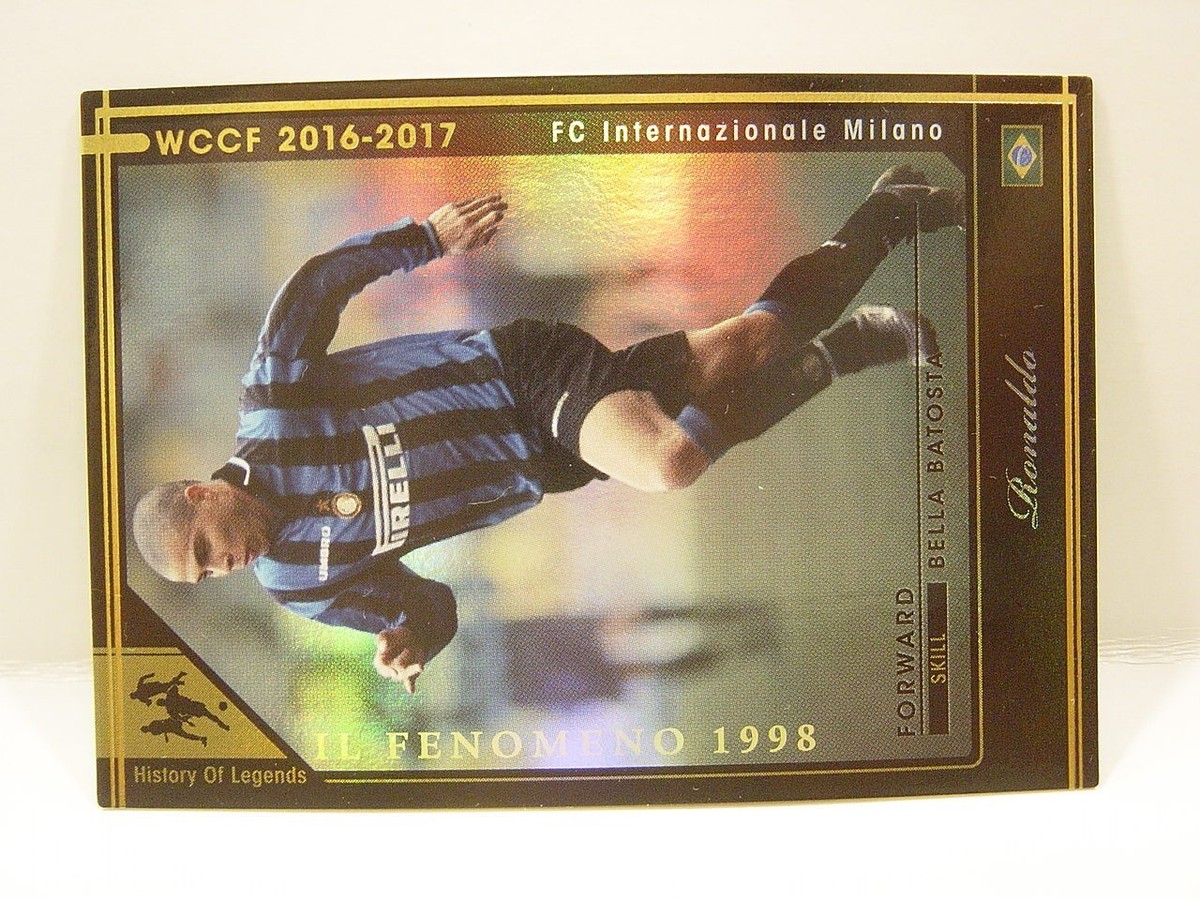 WCCF 2016-2017
FC Internazionale Milano
UMBRO
PIRELLI
FORWARD
SKILL BELLA BATOSTA
Ronaldo
IL FENOMENO 1998
History Of Legends